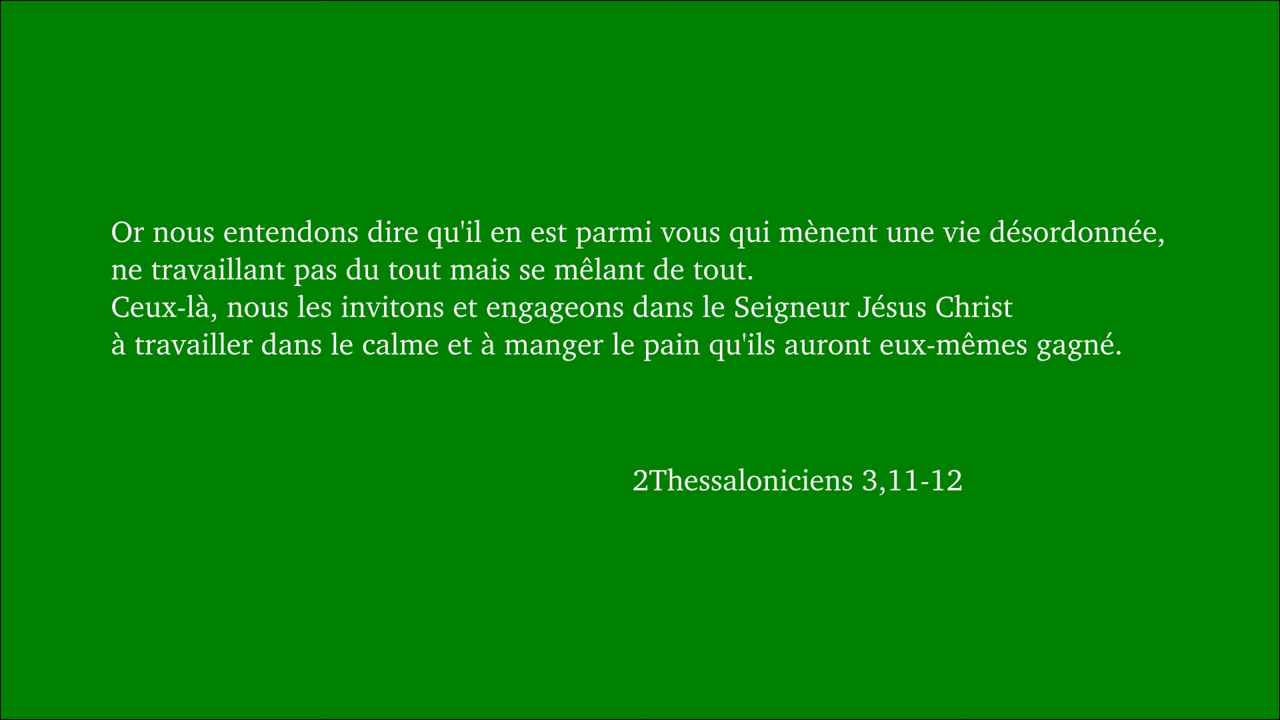 Or nous entendons dire qu'il en est parmi vous qui mènent une vie désordonnée,
ne travaillant pas du tout mais se mêlant de tout.
Ceux-là, nous les invitons et engageons dans le Seigneur Jésus Christ
à travailler dans le calme et à manger le pain qu'ils auront eux-mêmes gagné.
2Thessaloniciens 3,11-12